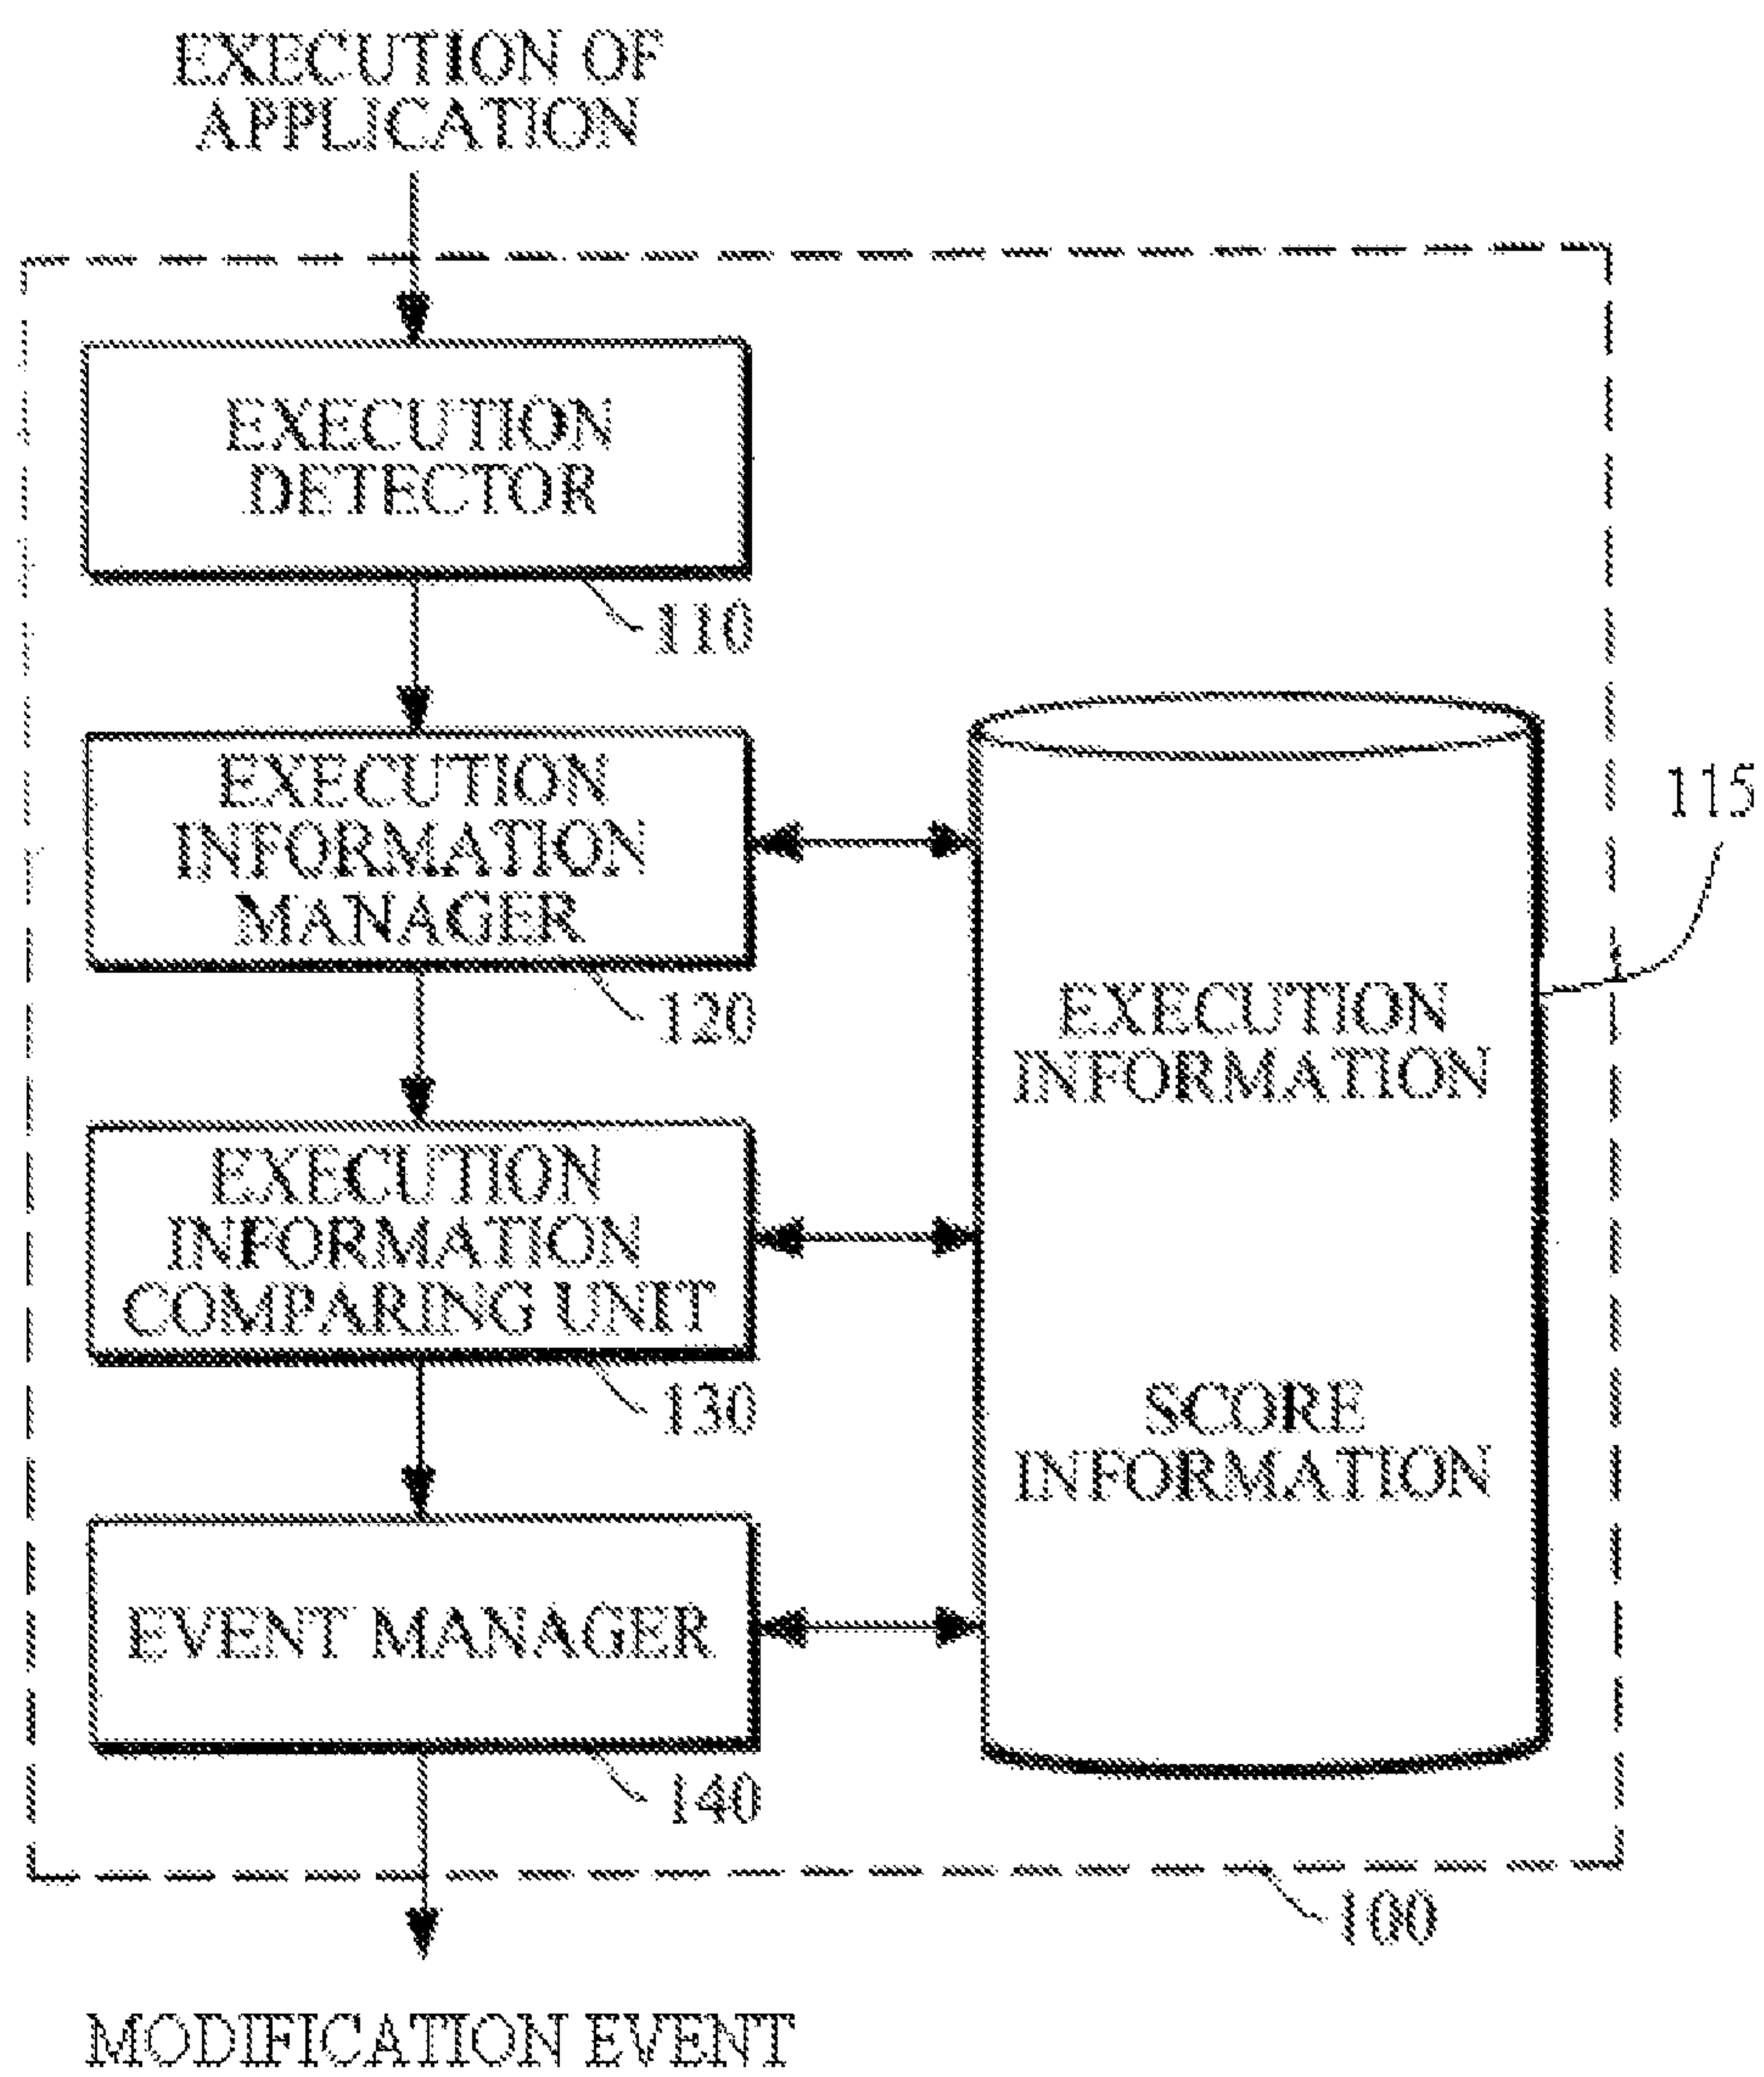 EXECUTION OF
APPLICATION
EXECUTION
DETECTOR
110
EXECUTION
INFORMATION
MANAGER
120
115
EXECUTION
INFORMATION
EXECUTION
INFORMATION
COMPARING UNIT
130
SCORE
INFORMATION
EVENT MANAGER
140
100
MODIFICATION EVENT